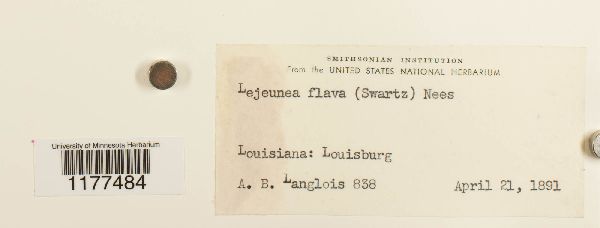 SMITHSONIAN INSTITUTION
From the UNITED STATES NATIONAL HERBARIUM
Lejeunea flava (Swartz) Nees
Louisiana: Louisburg
A. B. Langlois 838 April 21, 1891
University of Minnesota Herbarium
1177484